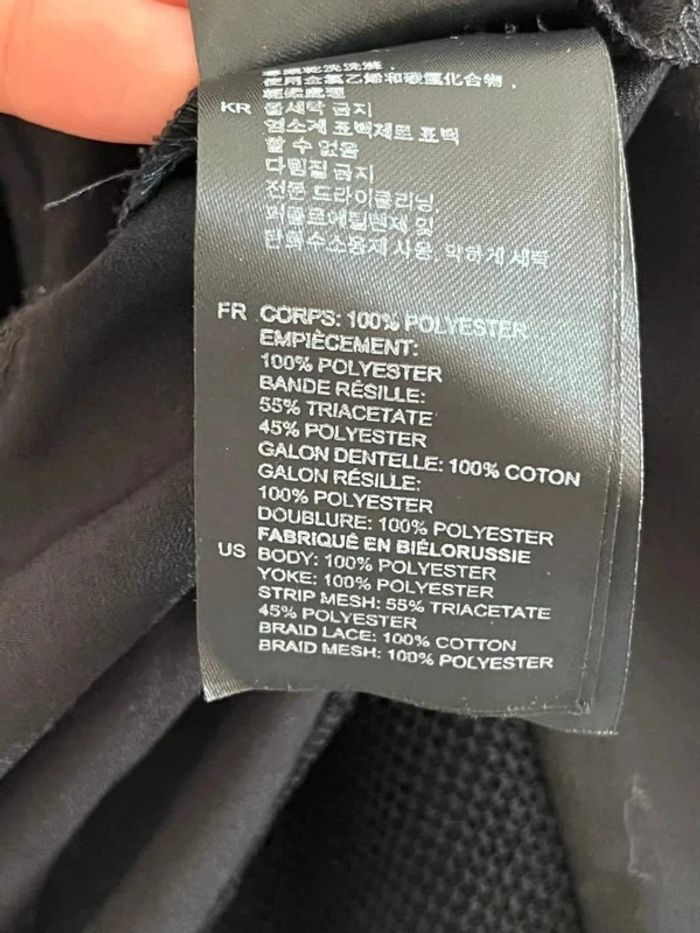 使用金氯乙烯和碳氫化合物，
KR 물세탁 금지
염소계 표백제로 표백
할 수 없음
다림질 금지
전문 드라이클리닝,
퍼클로에틸렌제 및
탄화수소용제 사용, 약하게 세탁
FR CORPS: 100% POLYESTER
EMPIÈCEMENT:
100% POLYESTER
BANDE RÉSILLE:
55% TRIACETATE
45% POLYESTER
GALON DENTELLE: 100% COTON
GALON RÉSILLE:
100% POLYESTER
DOUBLURE: 100% POLYESTER
FABRIQUÉ EN BIÉLORUSSIE
US BODY: 100% POLYESTER
YOKE: 100% POLYESTER
STRIP MESH: 55% TRIACETATE
45% POLYESTER
BRAID LACE: 100% COTTON
BRAID MESH: 100% POLYESTER